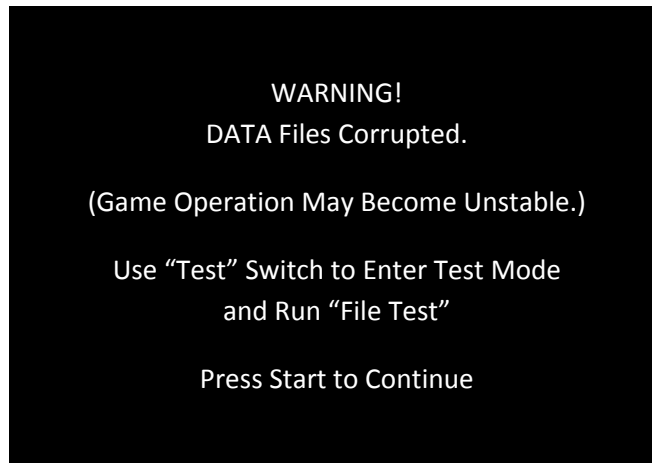 WARNING!
DATA Files Corrupted.
(Game Operation May Become Unstable.)
Use “Test” Switch to Enter Test Mode
and Run “File Test”
Press Start to Continue